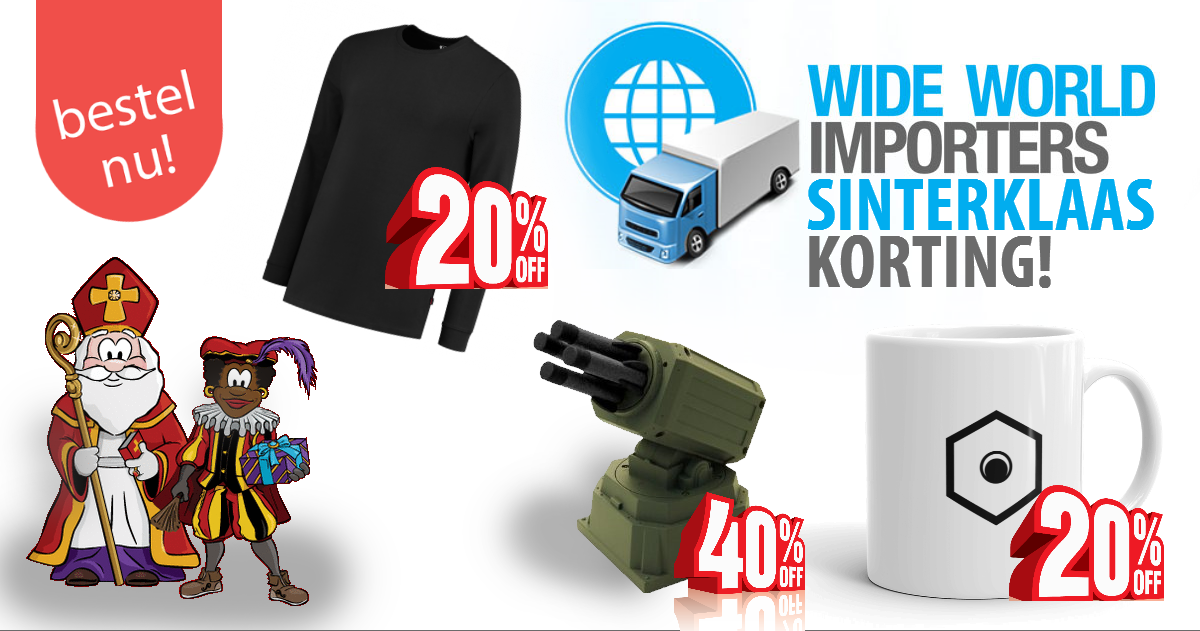 bestel
nu!
20% OFF
WIDE WORLD
IMPORTERS
SINTERKLAAS
KORTING!
40% OFF
20% OFF